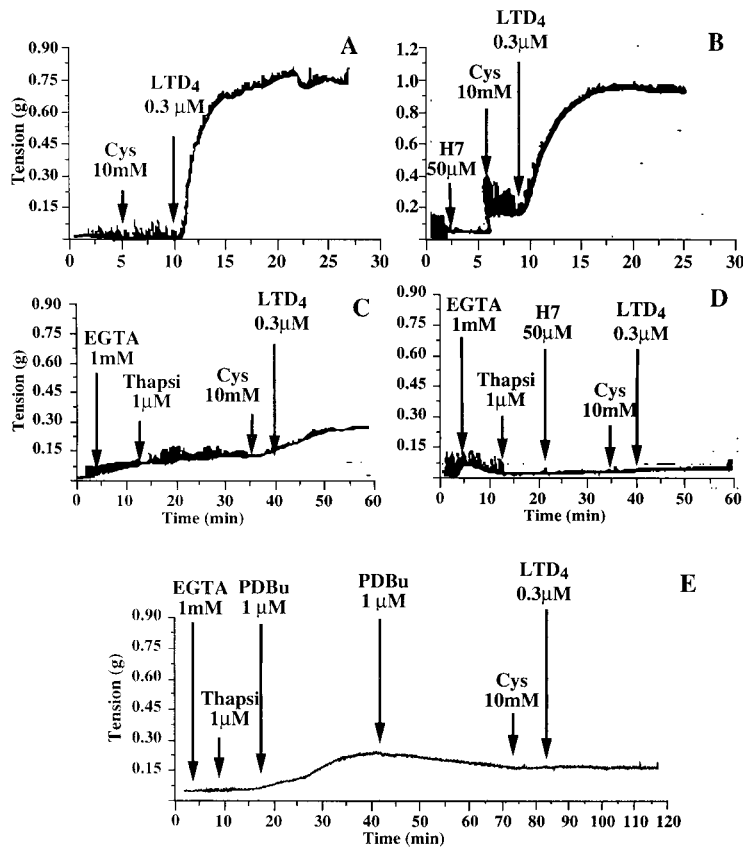 A
0.90
0.75
0.60
0.45
0.30
0.15
Tension (g)
Cys
10mM
LTD4
0.3 μM
0 5 10 15 20 25 30
B
1.2
1.0
0.8
0.6
0.4
0.2
H7
50μM
Cys
10mM
LTD4
0.3μM
0 5 10 15 20 25 30
C
0.90
0.75
0.60
0.45
0.30
0.15
Tension (g)
EGTA
1mM
Thapsi
1μM
Cys
10mM
LTD4
0.3μM
0 10 20 30 40 50 60
Time (min)
D
0.90
0.75
0.60
0.45
0.30
0.15
EGTA
1mM
Thapsi
1μM
H7
50μM
Cys
10mM
LTD4
0.3μM
0 10 20 30 40 50 60
Time (min)
E
0.90
0.75
0.60
0.45
0.30
0.15
Tension (g)
EGTA
1mM
Thapsi
1μM
PDBu
1 μM
PDBu
1 μM
Cys
10mM
LTD4
0.3μM
0 10 20 30 40 50 60 70 80 90 100 110 120
Time (min)